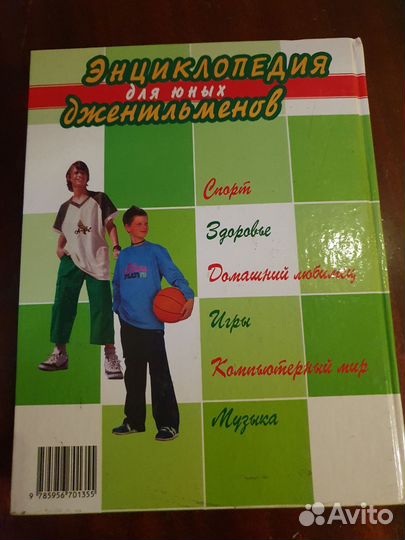 Энциклопедия
для юных
джентльменов
Спорт
Здоровье
Домашний любимец
Игры
Компьютерный мир
Музыка
9 785956 701355
Avito